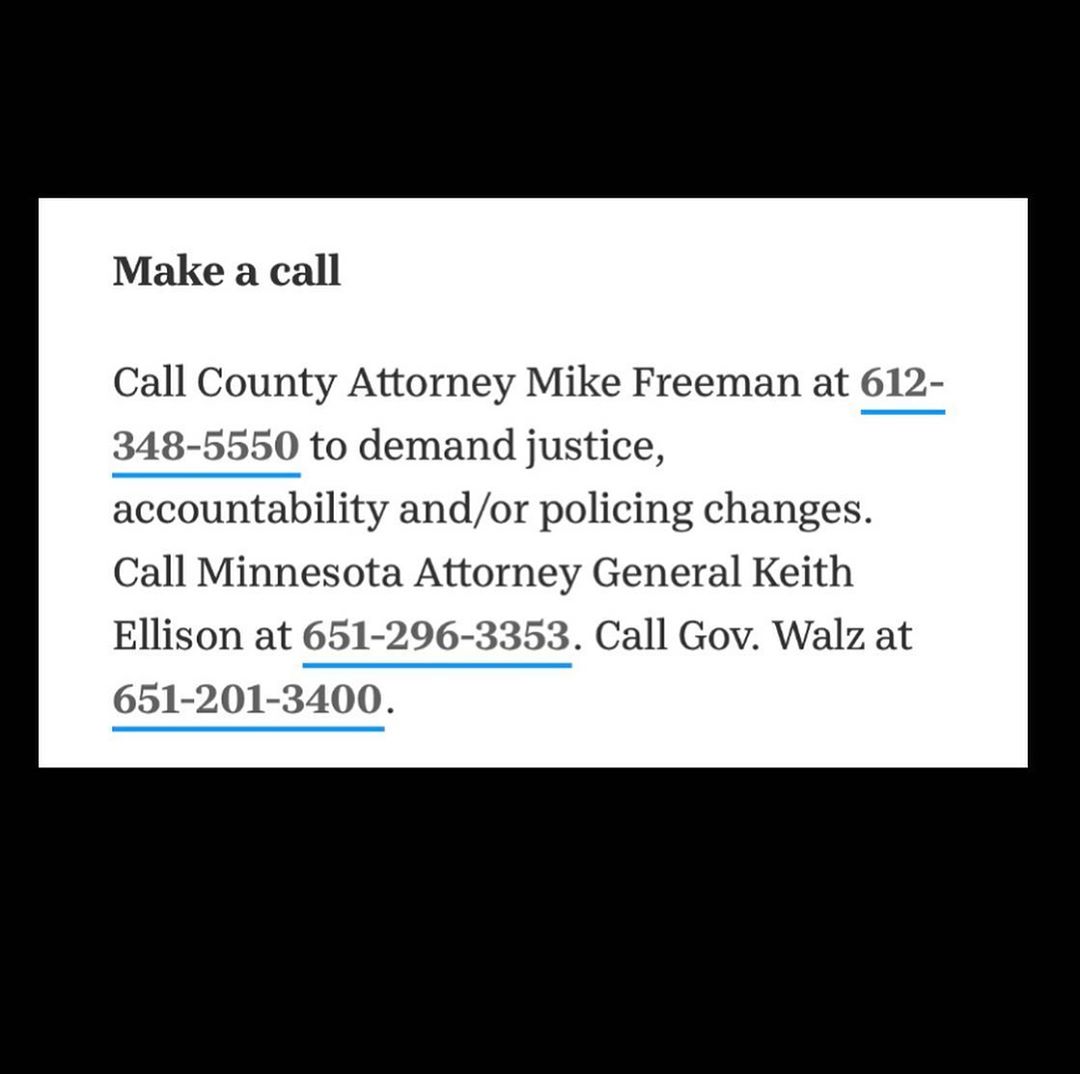 Make a call
Call County Attorney Mike Freeman at 612-
348-5550 to demand justice,
accountability and/or policing changes.
Call Minnesota Attorney General Keith
Ellison at 651-296-3353. Call Gov. Walz at
651-201-3400.